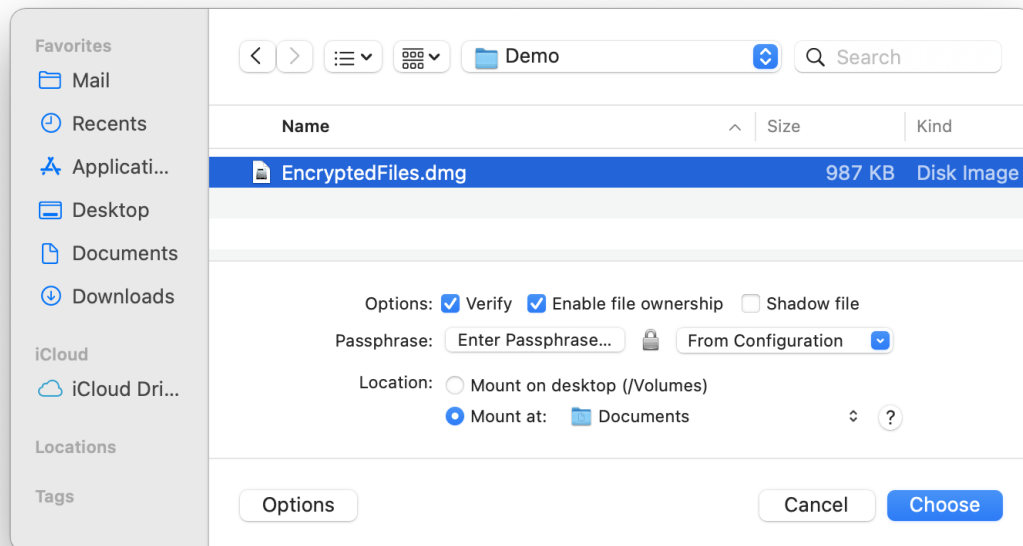 Favorites
Mail
Recents
Applicati...
Desktop
Documents
Downloads
iCloud
iCloud Dri...
Locations
Tags
Demo
Search
Name Size Kind
EncryptedFiles.dmg 987 KB Disk Image
Options: Verify Enable file ownership Shadow file
Passphrase: Enter Passphrase... From Configuration
Location: Mount on desktop (/Volumes)
Mount at: Documents ?
Options Cancel Choose